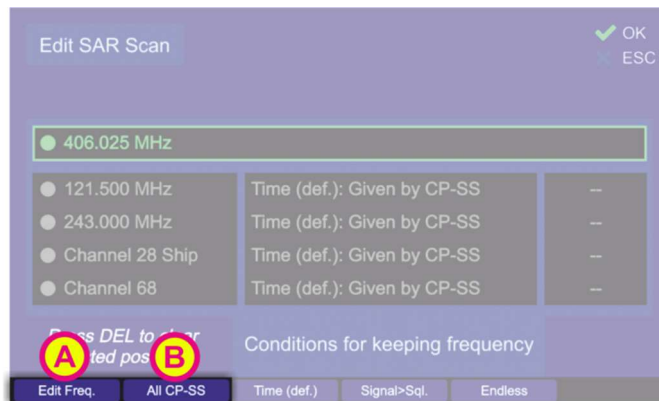 Edit SAR Scan
OK
ESC
406.025 MHz
121.500 MHz Time (def.): Given by CP-SS --
243.000 MHz Time (def.): Given by CP-SS --
Channel 28 Ship Time (def.): Given by CP-SS --
Channel 68 Time (def.): Given by CP-SS --
DEL to
Conditions for keeping frequency
A B
Edit Freq. All CP-SS Time (def.) Signal>Sql. Endless